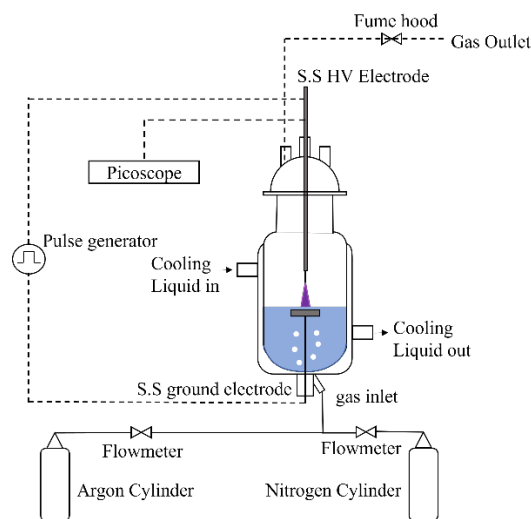 Fume hood
Gas Outlet
S.S HV Electrode
Picoscope
Pulse generator
Cooling
Liquid in
Cooling
Liquid out
S.S ground electrode
gas inlet
Flowmeter
Flowmeter
Argon Cylinder
Nitrogen Cylinder